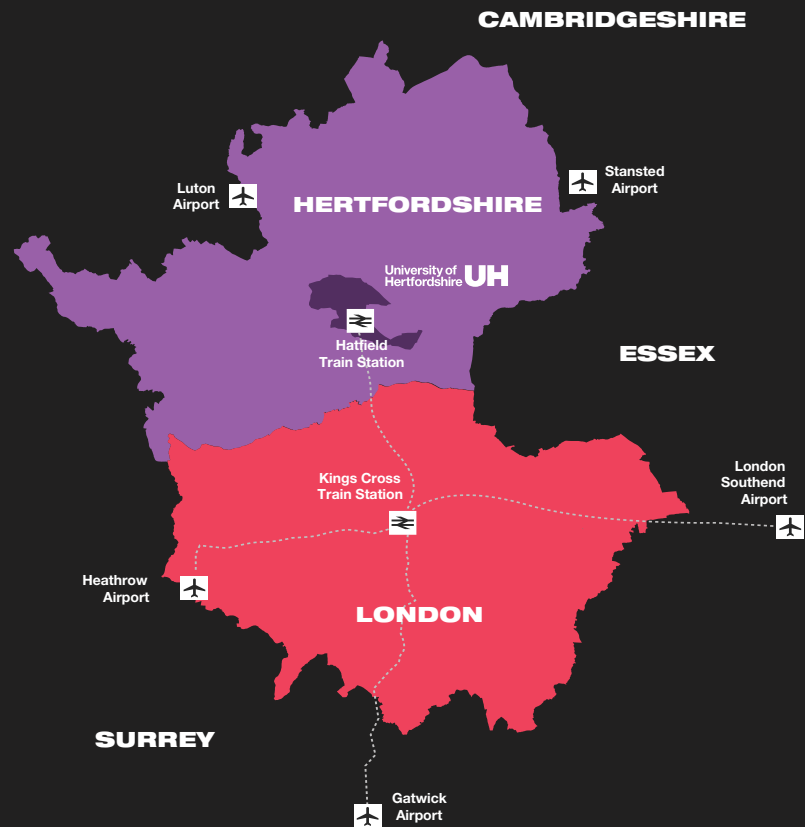 CAMBRIDGESHIRE
Stansted
Airport
Luton
Airport
HERTFORDSHIRE
University of
Hertfordshire UH
Hatfield
Train Station
ESSEX
Kings Cross
Train Station
London
Southend
Airport
Heathrow
Airport
LONDON
SURREY
Gatwick
Airport